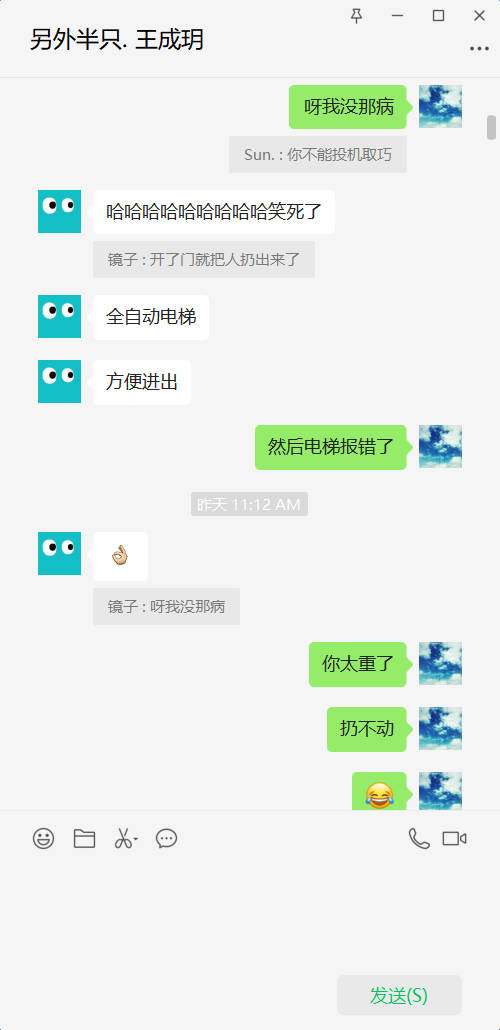 另外半只. 王成玥
呀我没那病
Sun. : 你不能投机取巧
哈哈哈哈哈哈哈哈哈笑死了
镜子 : 开了门就把人扔出来了
全自动电梯
方便进出
然后电梯报错了
昨天 11:12 AM
👌🏻
镜子 : 呀我没那病
你太重了
扔不动
😂
发送(S)